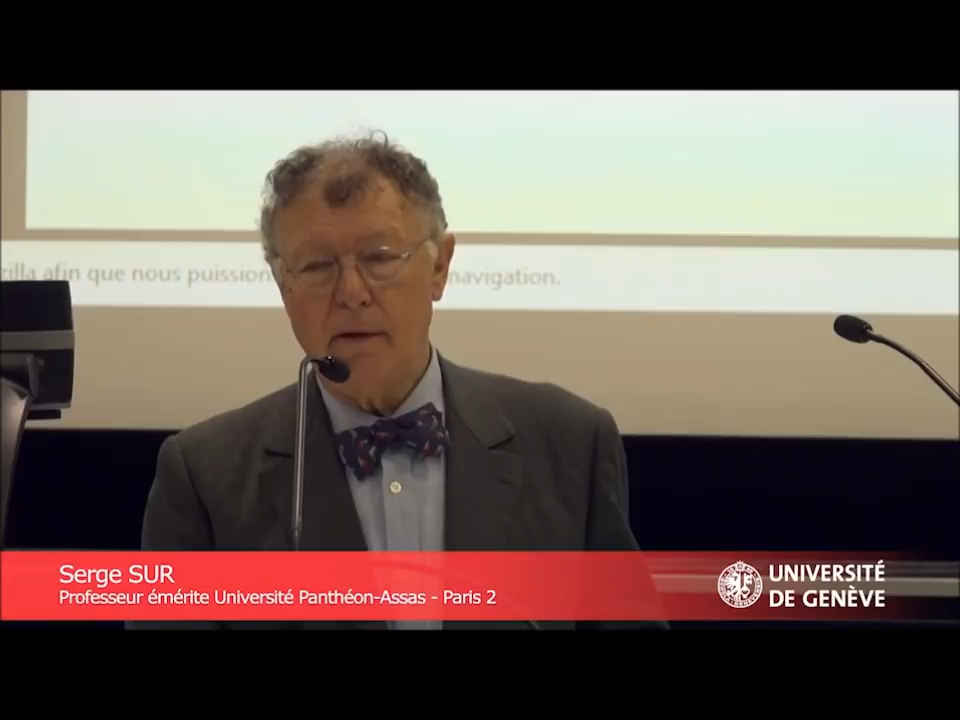 zilla afin que nous puission navigation.
Serge SUR
Professeur émérite Université Panthéon-Assas - Paris 2
UNIVERSITÉ
DE GENÈVE